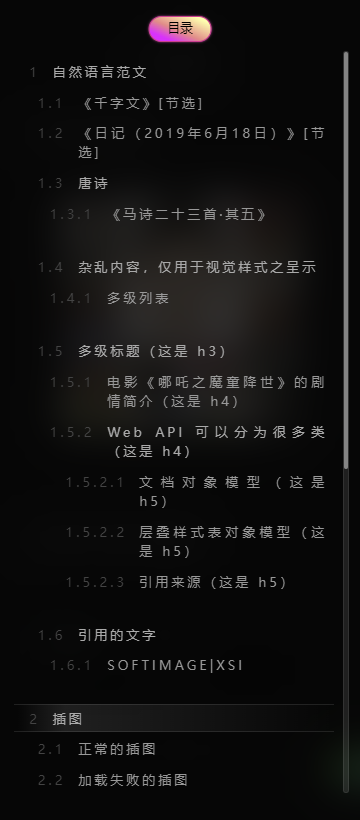 目录
1 自然语言范文
1.1 《千字文》[节选]
1.2 《日记（2019年6月18日）》[节
选]
1.3 唐诗
1.3.1 《马诗二十三首·其五》
1.4 杂乱内容，仅用于视觉样式之呈示
1.4.1 多级列表
1.5 多级标题（这是 h3）
1.5.1 电影《哪吒之魔童降世》的剧
情简介（这是 h4）
1.5.2 Web API 可以分为很多类
（这是 h4）
1.5.2.1 文档对象模型（这是
h5）
1.5.2.2 层叠样式表对象模型（这
是 h5）
1.5.2.3 引用来源（这是 h5）
1.6 引用的文字
1.6.1 SOFTIMAGE|XSI
2 插图
2.1 正常的插图
2.2 加载失败的插图